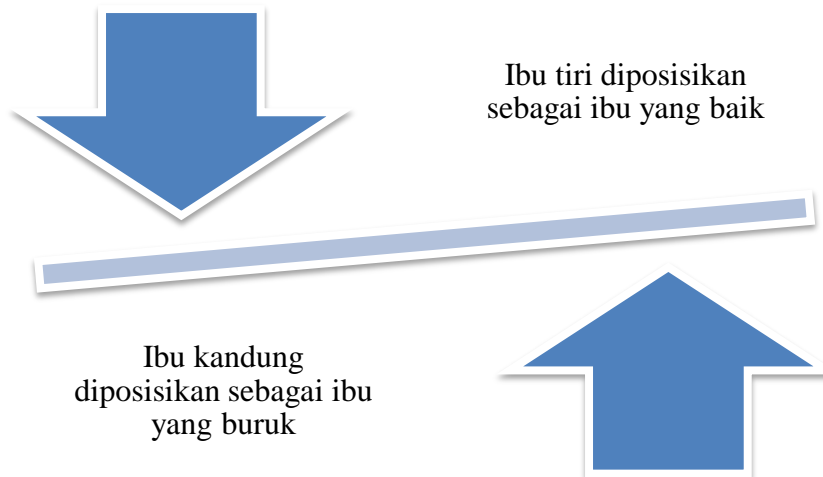 Ibu tiri diposisikan
sebagai ibu yang baik
Ibu kandung
diposisikan sebagai ibu
yang buruk